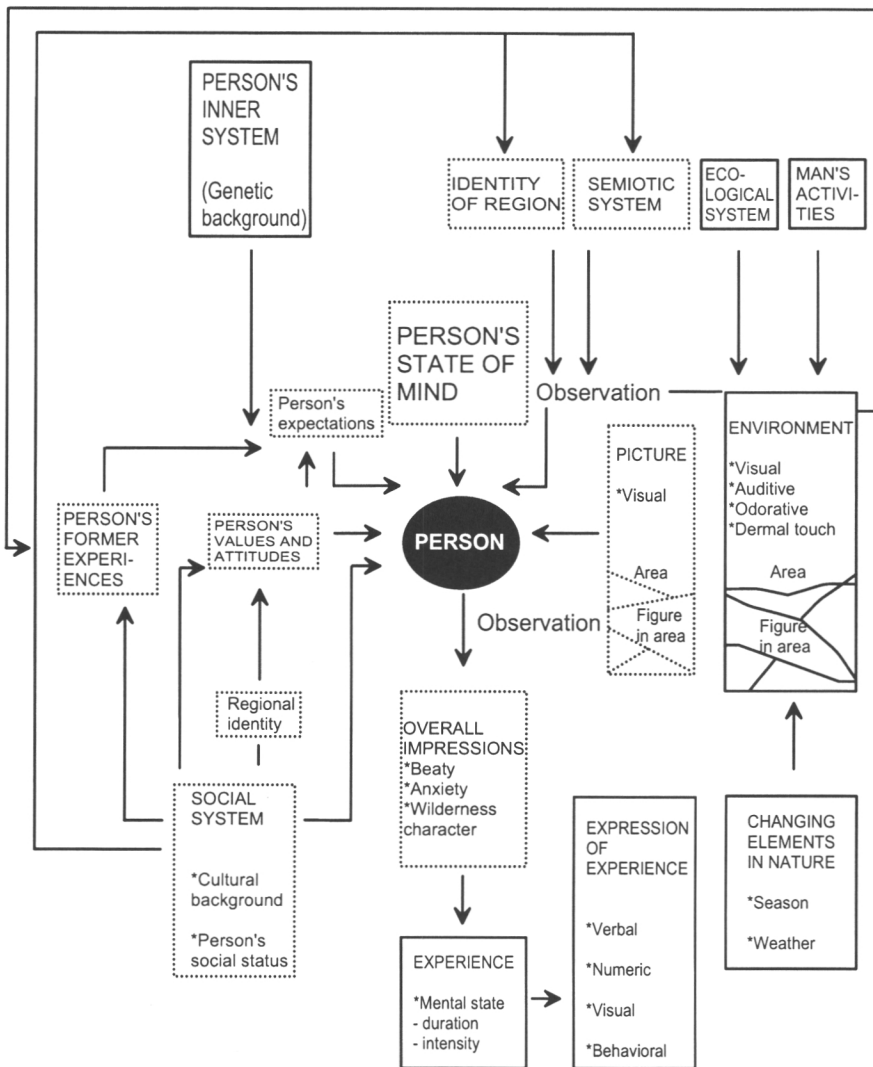 PERSON'S
INNER
SYSTEM
(Genetic
background)
IDENTITY
OF REGION
SEMIOTIC
SYSTEM
ECO-
LOGICAL
SYSTEM
MAN'S
ACTIVI-
TIES
PERSON'S
STATE OF
MIND
Person's
expectations
Observation
PERSON'S
FORMER
EXPERI-
ENCES
PERSON'S
VALUES AND
ATTITUDES
PERSON
PICTURE
*Visual
Area
Figure
in area
ENVIRONMENT
*Visual
*Auditive
*Odorative
*Dermal touch
Area
Figure
in area
Observation
Regional
identity
SOCIAL
SYSTEM
*Cultural
background
*Person's
social status
OVERALL
IMPRESSIONS
*Beaty
*Anxiety
*Wilderness
character
EXPERIENCE
*Mental state
- duration
- intensity
EXPRESSION
OF
EXPERIENCE
*Verbal
*Numeric
*Visual
*Behavioral
CHANGING
ELEMENTS
IN NATURE
*Season
*Weather